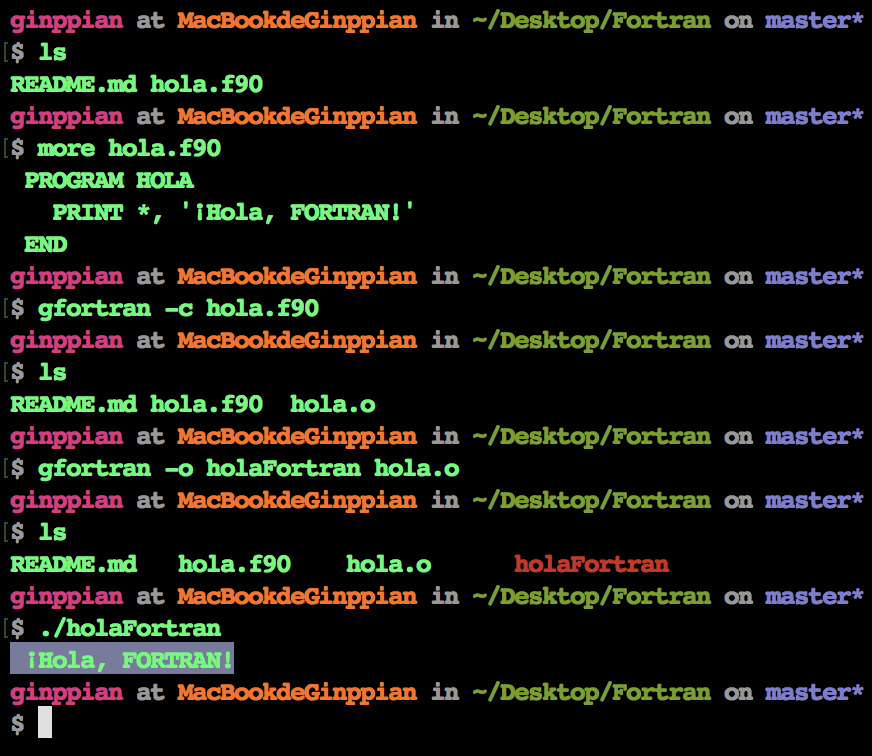 ginppian at MacBookdeGinppian in ~/Desktop/Fortran on master*
[$ ls
README.md hola.f90
ginppian at MacBookdeGinppian in ~/Desktop/Fortran on master*
[$ more hola.f90
 PROGRAM HOLA
   PRINT *, '¡Hola, FORTRAN!'
 END
ginppian at MacBookdeGinppian in ~/Desktop/Fortran on master*
[$ gfortran -c hola.f90
ginppian at MacBookdeGinppian in ~/Desktop/Fortran on master*
[$ ls
README.md hola.f90  hola.o
ginppian at MacBookdeGinppian in ~/Desktop/Fortran on master*
[$ gfortran -o holaFortran hola.o
ginppian at MacBookdeGinppian in ~/Desktop/Fortran on master*
[$ ls
README.md   hola.f90    hola.o      holaFortran
ginppian at MacBookdeGinppian in ~/Desktop/Fortran on master*
[$ ./holaFortran
 ¡Hola, FORTRAN!
ginppian at MacBookdeGinppian in ~/Desktop/Fortran on master*
$